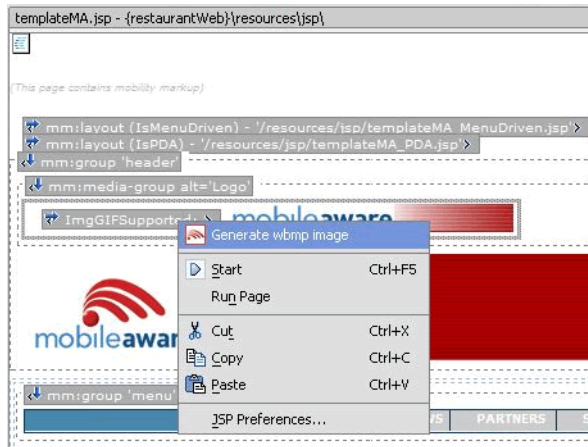 templateMA.jsp - {restaurantWeb}\resources\jsp\
(This page contains mobility markup)
mm:layout (IsMenuDriven) - '/resources/jsp/templateMA_MenuDriven.jsp'>
mm:layout (IsPDA) - '/resources/jsp/templateMA_PDA.jsp'>
mm:group 'header'
mm:media-group alt='Logo'
ImgGIFSupported: mobileaware
Generate wbmp image
Start Ctrl+F5
Run Page
mobileawar
Cut Ctrl+X
Copy Ctrl+C
Paste Ctrl+V
mm:group 'menu'
JSP Preferences...
WS PARTNERS S